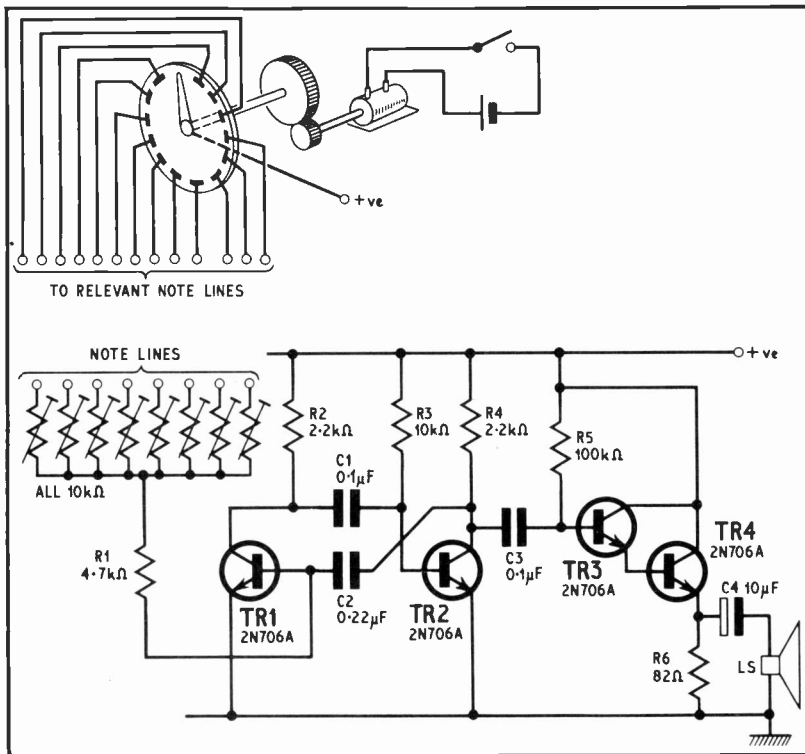 +ve
TO RELEVANT NOTE LINES
NOTE LINES
+ve
R2
2·2kΩ
R3
10kΩ
R4
2·2kΩ
R5
100kΩ
C1
0·1µF
ALL 10kΩ
R1
4·7kΩ
C2
0·22µF
C3
0·1µF
TR1
2N706A
TR2
2N706A
TR3
2N706A
TR4
2N706A
C4 10µF
R6
82Ω
LS